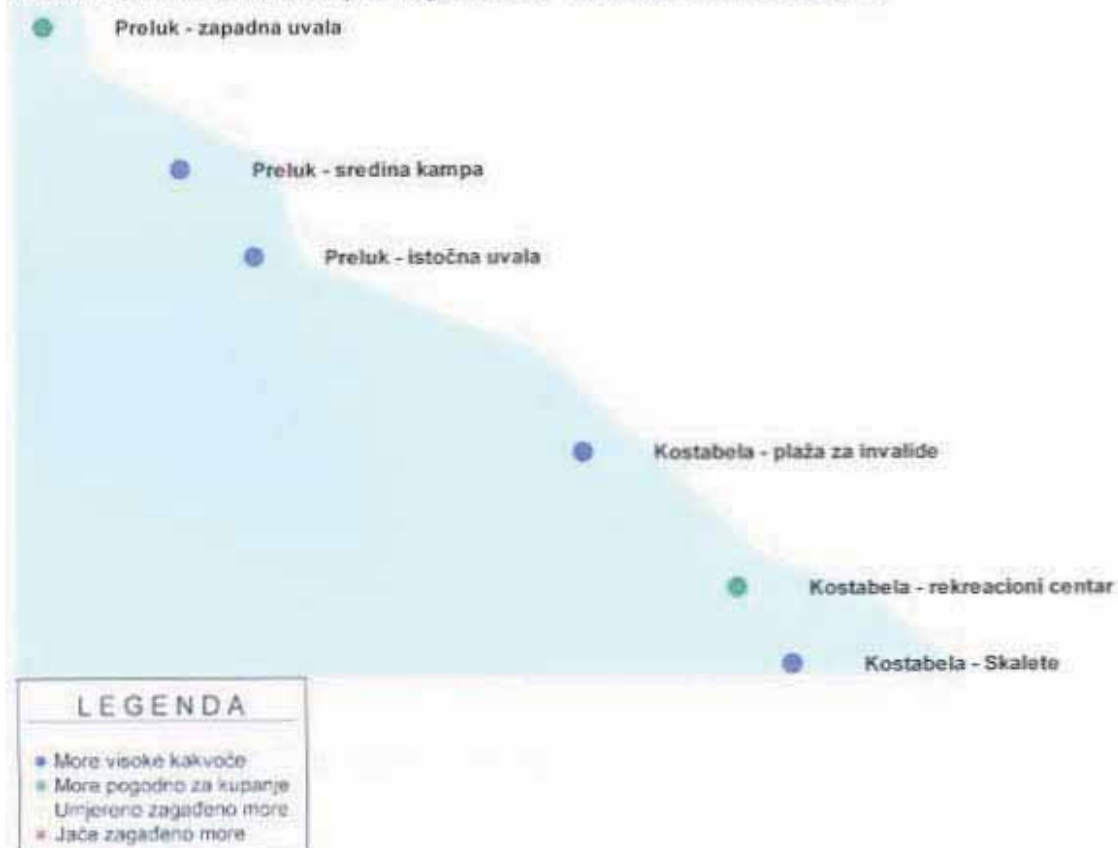 Preluk - zapadna uvala
Preluk - sredina kampa
Preluk - istočna uvala
Kostabela - plaža za invalide
Kostabela - rekreacioni centar
Kostabela - Skalete
LEGENDA
More visoke kakvoće
More pogodno za kupanje
Umjereno zagađeno more
Jače zagađeno more